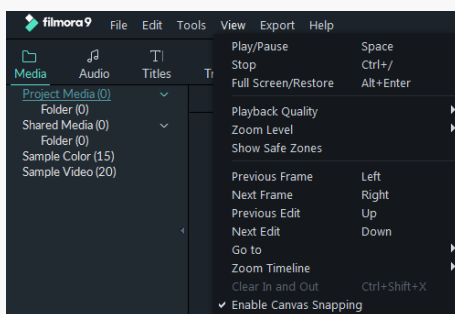 filmora9 File Edit Tools View Export Help
Media Audio Titles Tr
Project Media (0)
Folder (0)
Shared Media (0)
Folder (0)
Sample Color (15)
Sample Video (20)
Play/Pause Space
Stop Ctrl+/
Full Screen/Restore Alt+Enter
Playback Quality
Zoom Level
Show Safe Zones
Previous Frame Left
Next Frame Right
Previous Edit Up
Next Edit Down
Go to
Zoom Timeline
Clear In and Out Ctrl+Shift+X
✓ Enable Canvas Snapping